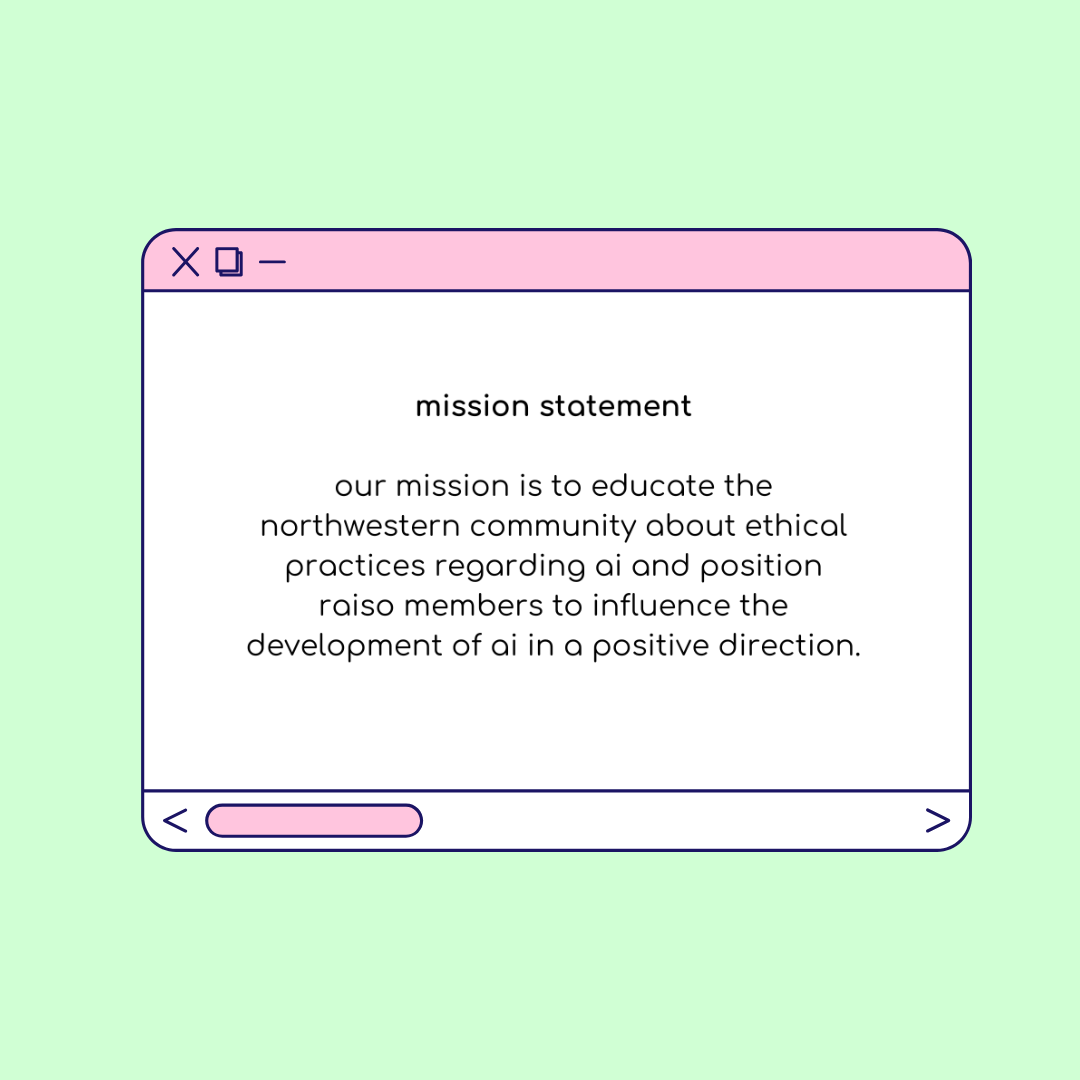 mission statement
our mission is to educate the
northwestern community about ethical
practices regarding ai and position
raiso members to influence the
development of ai in a positive direction.